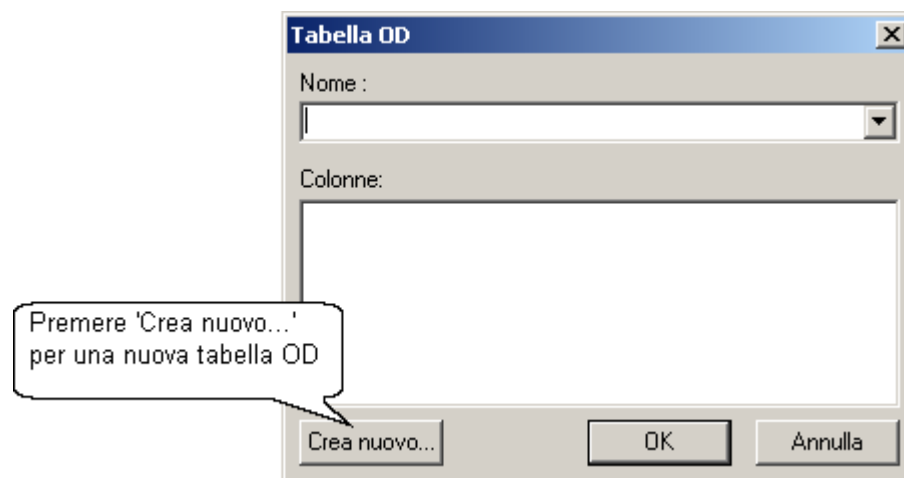 Tabella OD
Nome :
Colonne:
Premere 'Crea nuovo...'
per una nuova tabella OD
Crea nuovo... OK Annulla